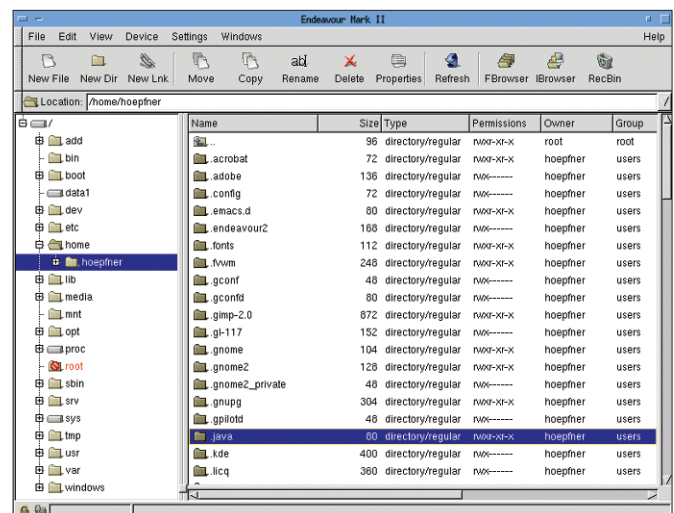 Endeavour Mark II
File Edit View Device Settings Windows Help
New File New Dir New Lnk Move Copy Rename Delete Properties Refresh FBrowser IBrowser RecBin
Location: /home/hoepfner
/
add
bin
boot
data1
dev
etc
home
hoepfner
lib
media
mnt
opt
proc
root
sbin
srv
sys
tmp
usr
var
windows
Name Size Type Permissions Owner Group
.. 96 directory/regular rwxr-xr-x root root
.acrobat 72 directory/regular rwxr-xr-x hoepfner users
.adobe 136 directory/regular rwx------ hoepfner users
.config 72 directory/regular rwx------ hoepfner users
.emacs.d 80 directory/regular rwxr-xr-x hoepfner users
.endeavour2 168 directory/regular rwx------ hoepfner users
.fonts 112 directory/regular rwxr-xr-x hoepfner users
.fvwm 248 directory/regular rwxr-xr-x hoepfner users
.gconf 48 directory/regular rwx------ hoepfner users
.gconfd 80 directory/regular rwx------ hoepfner users
.gimp-2.0 872 directory/regular rwxr-xr-x hoepfner users
.gl-117 152 directory/regular rwx------ hoepfner users
.gnome 104 directory/regular rwxr-xr-x hoepfner users
.gnome2 128 directory/regular rwxr-xr-x hoepfner users
.gnome2_private 48 directory/regular rwx------ hoepfner users
.gnupg 304 directory/regular rwxr-xr-x hoepfner users
.gpilotd 48 directory/regular rwx------ hoepfner users
.java 80 directory/regular rwxr-xr-x hoepfner users
.kde 400 directory/regular rwx------ hoepfner users
.licq 360 directory/regular rwx------ hoepfner users